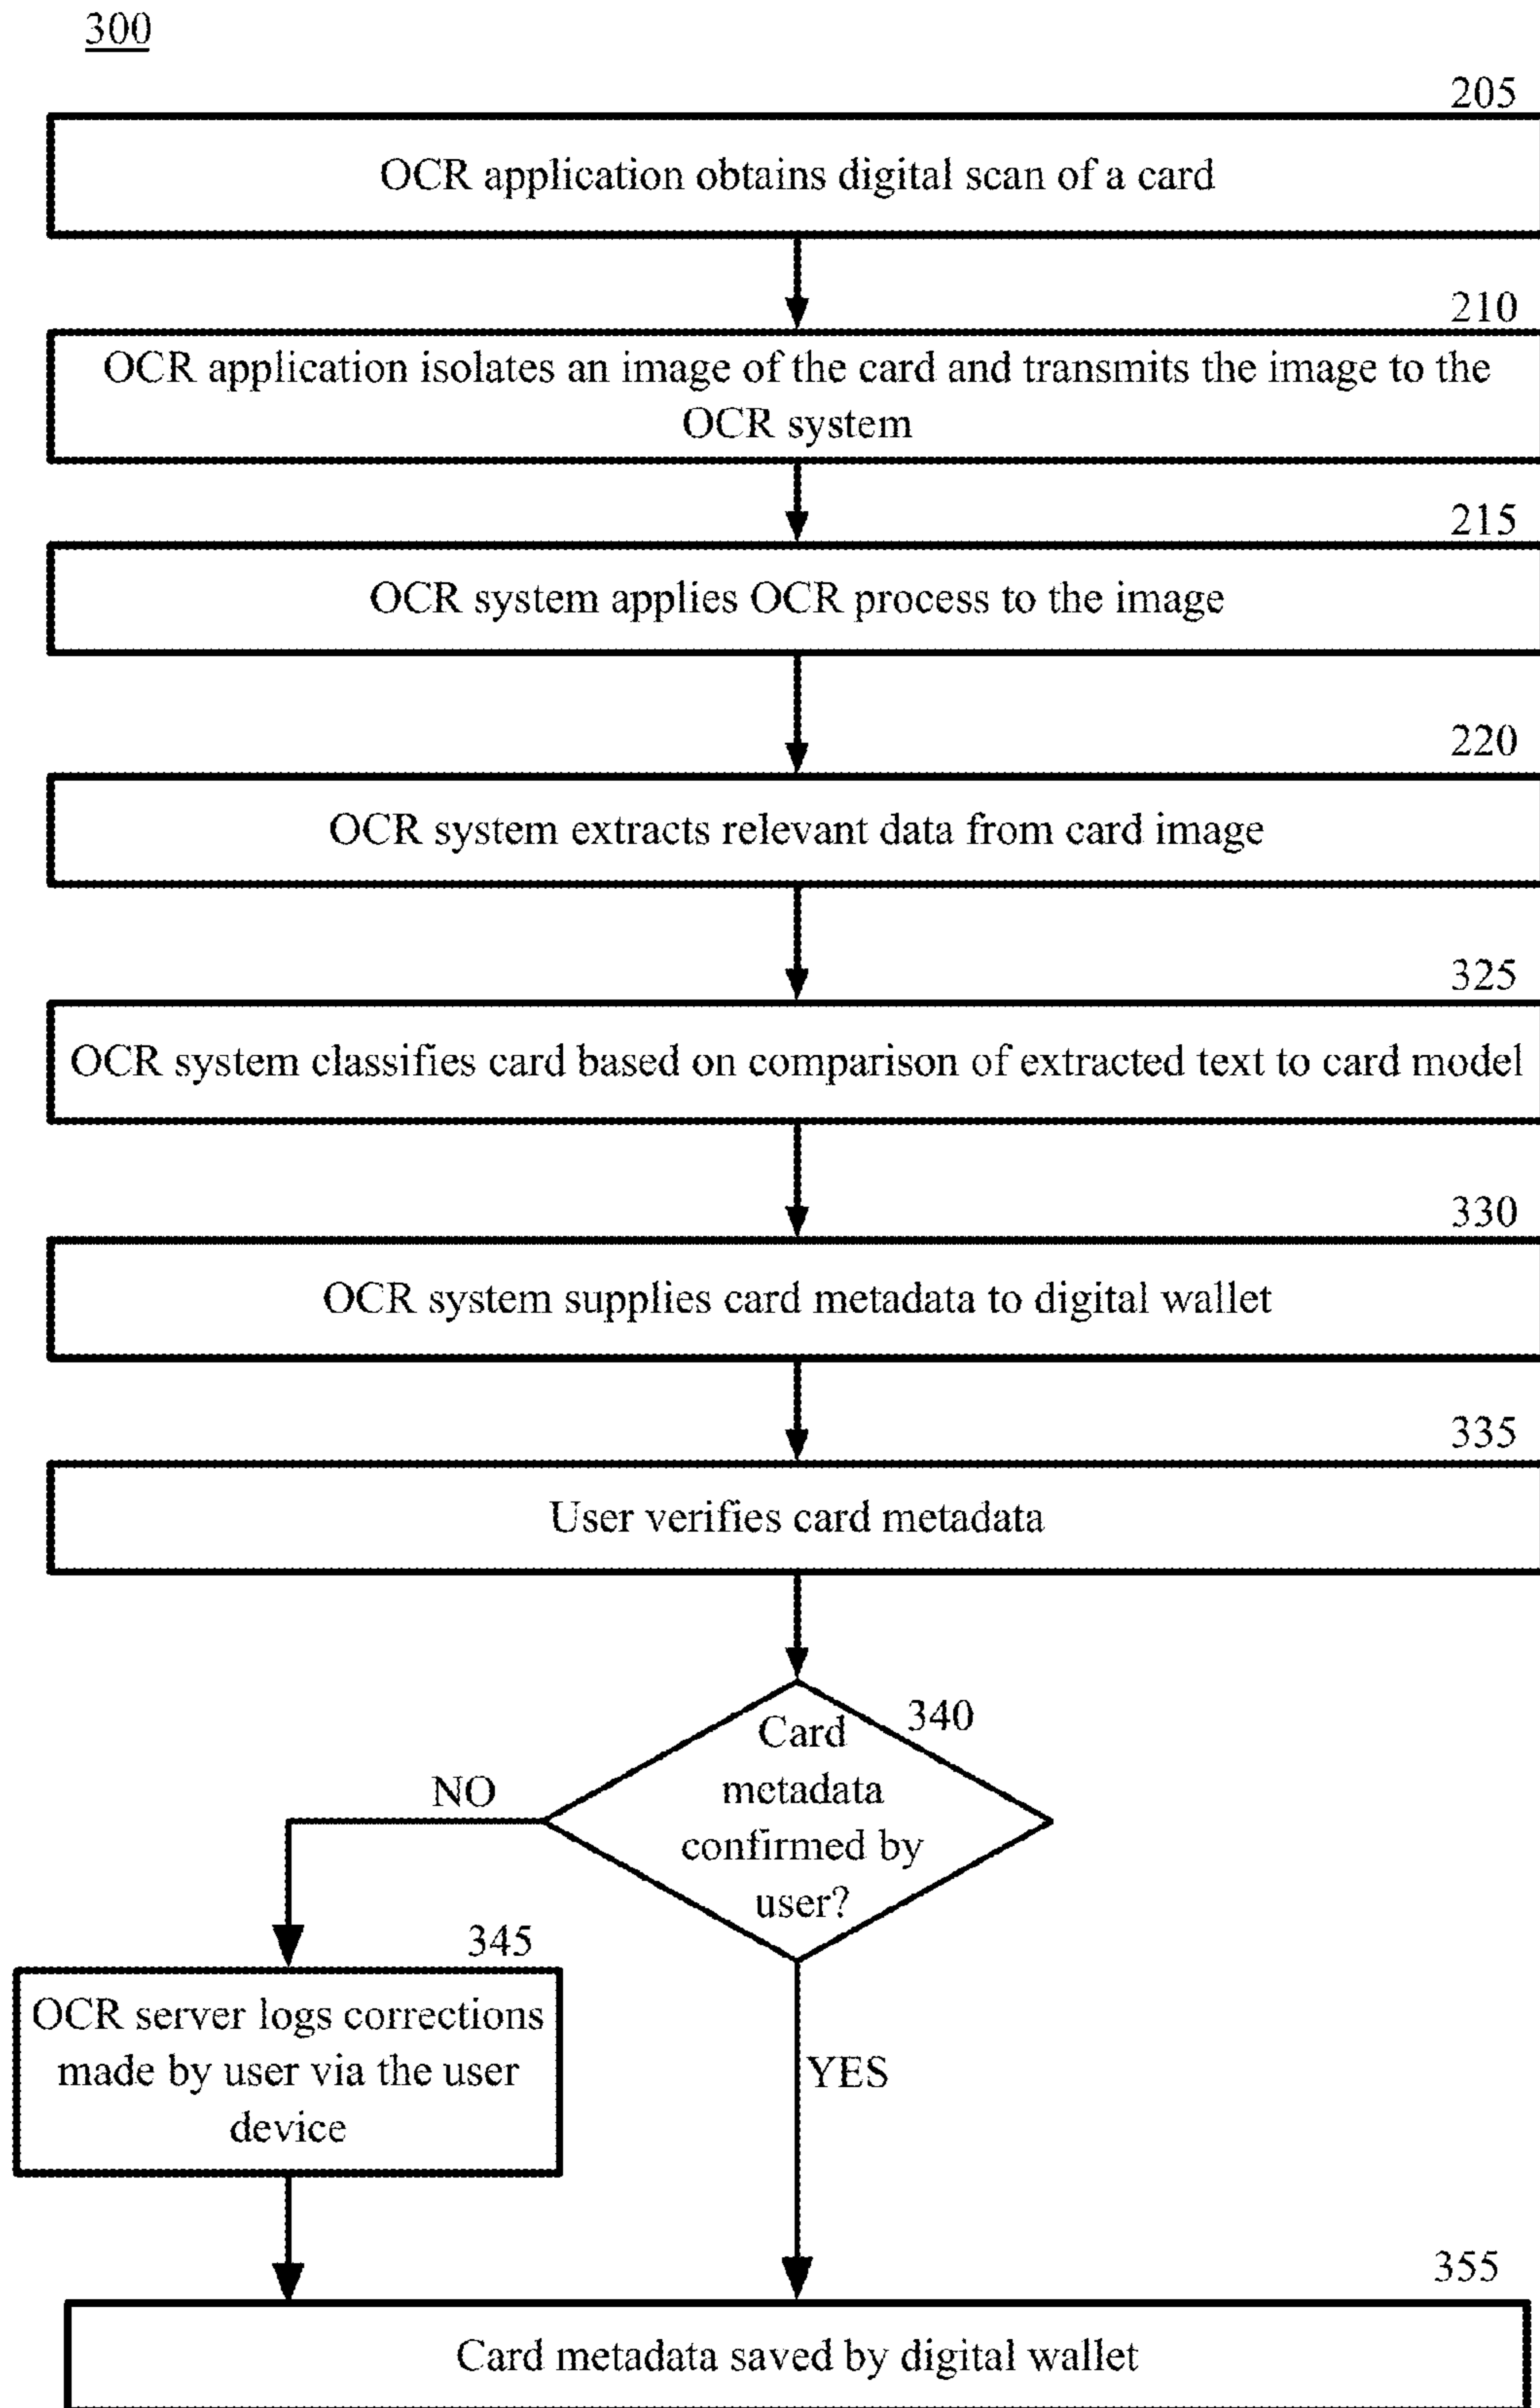 300
205
OCR application obtains digital scan of a card
210
OCR application isolates an image of the card and transmits the image to the
OCR system
215
OCR system applies OCR process to the image
220
OCR system extracts relevant data from card image
325
OCR system classifies card based on comparison of extracted text to card model
330
OCR system supplies card metadata to digital wallet
335
User verifies card metadata
340
Card
metadata
confirmed by
user?
NO
345
OCR server logs corrections
made by user via the user
device
YES
355
Card metadata saved by digital wallet